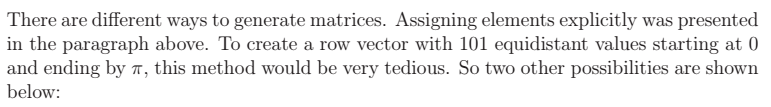 There are different ways to generate matrices. Assigning elements explicitly was presented
in the paragraph above. To create a row vector with 101 equidistant values starting at 0
and ending by π, this method would be very tedious. So two other possibilities are shown
below: